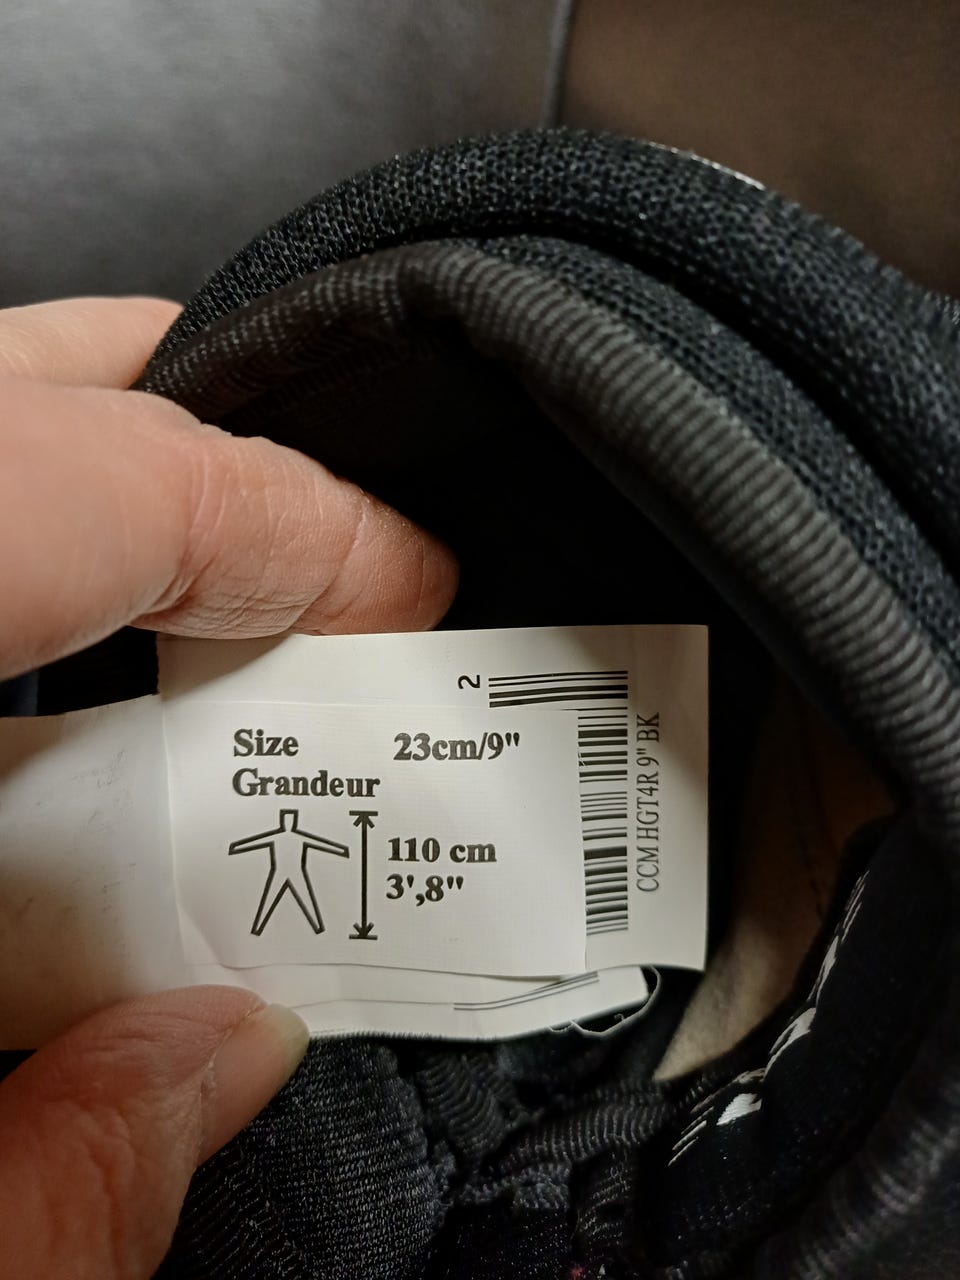 Size 23cm/9"
Grandeur
110 cm
3',8"
2
CCM HGT4R 9" BK